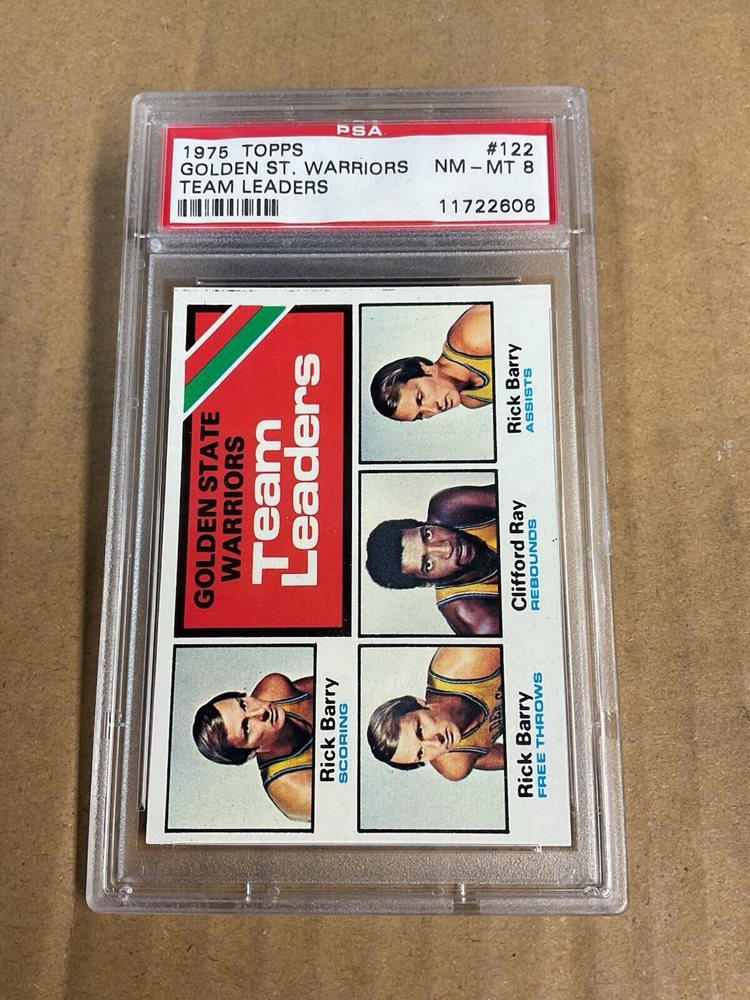 PSA
1975 TOPPS #122
GOLDEN ST. WARRIORS NM - MT 8
TEAM LEADERS
11722606
GOLDEN STATE
WARRIORS
Team
Leaders
Rick Barry
SCORING
Rick Barry
ASSISTS
Clifford Ray
REBOUNDS
Rick Barry
FREE THROWS